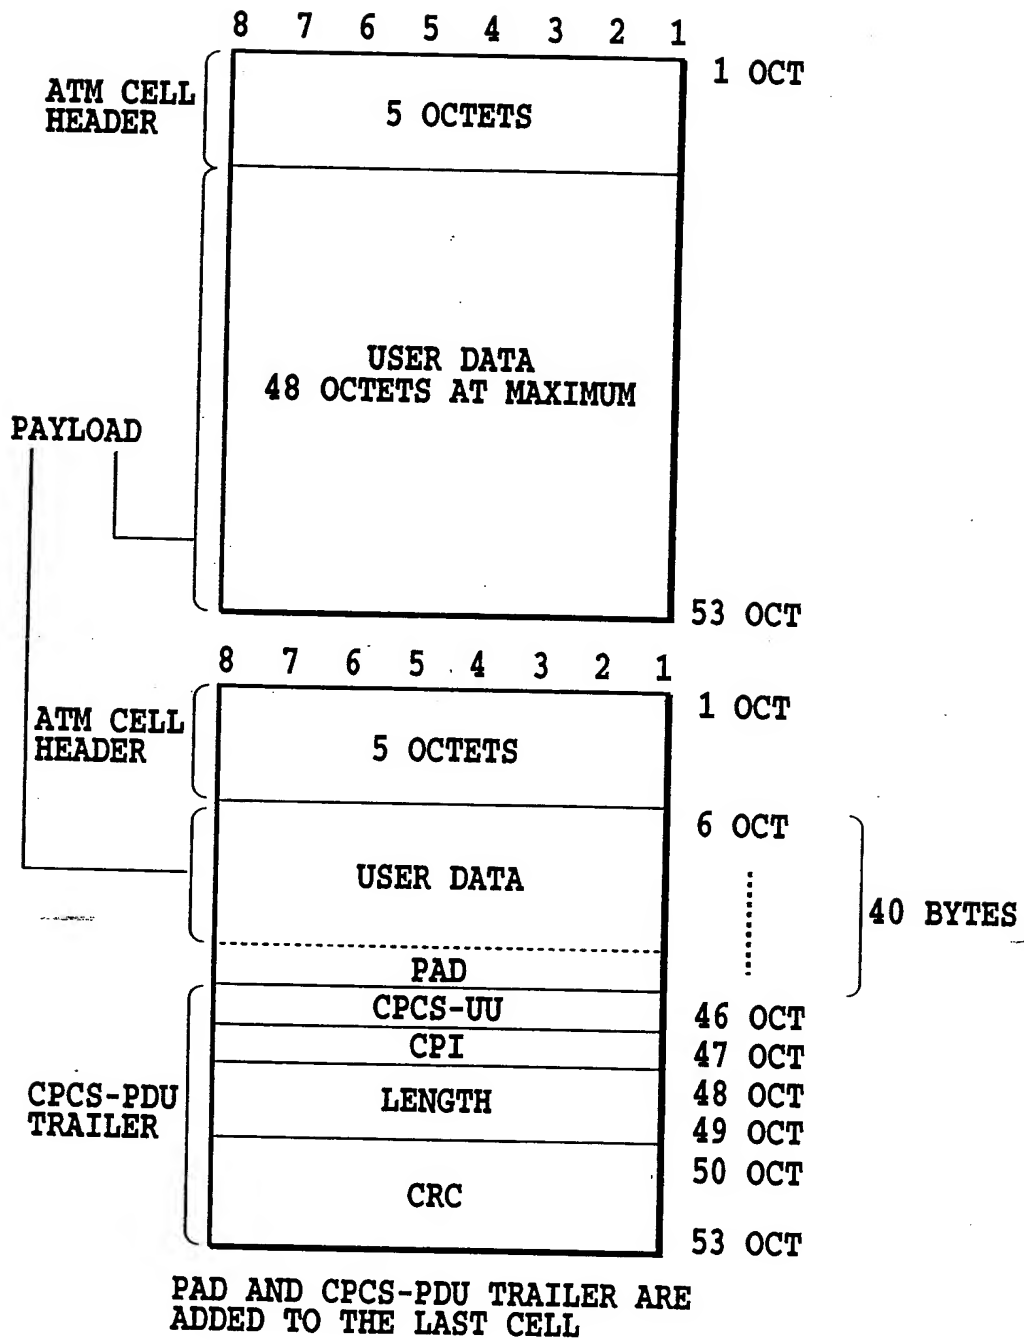 8 7 6 5 4 3 2 1
1 OCT
ATM CELL
HEADER
5 OCTETS
USER DATA
48 OCTETS AT MAXIMUM
PAYLOAD
53 OCT
8 7 6 5 4 3 2 1
1 OCT
ATM CELL
HEADER
5 OCTETS
6 OCT
USER DATA
40 BYTES
PAD
CPCS-UU
46 OCT
CPI
47 OCT
CPCS-PDU
TRAILER
LENGTH
48 OCT
49 OCT
50 OCT
CRC
53 OCT
PAD AND CPCS-PDU TRAILER ARE
ADDED TO THE LAST CELL